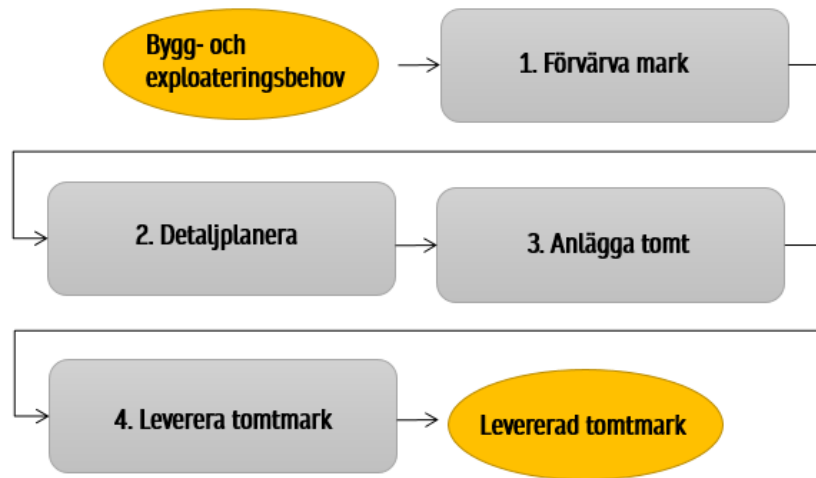 Bygg- och
exploateringsbehov
1. Förvärva mark
2. Detaljplanera
3. Anlägga tomt
4. Leverera tomtmark
Levererad tomtmark